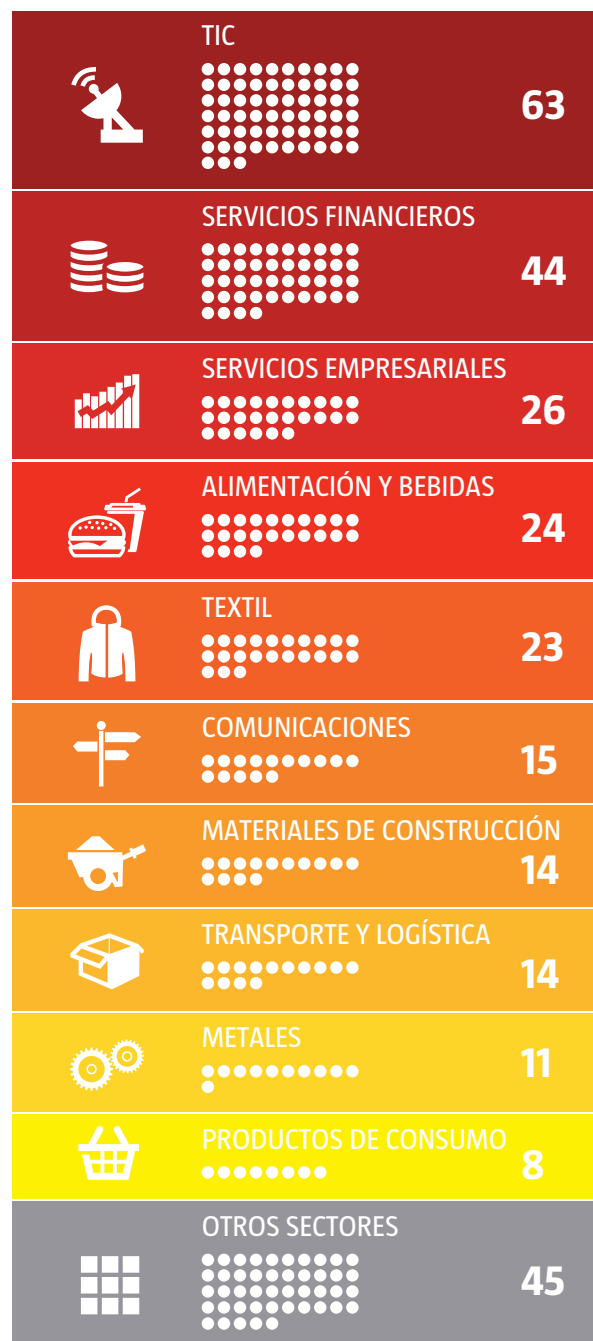 TIC
63
SERVICIOS FINANCIEROS
44
SERVICIOS EMPRESARIALES
26
ALIMENTACIÓN Y BEBIDAS
24
TEXTIL
23
COMUNICACIONES
15
MATERIALES DE CONSTRUCCIÓN
14
TRANSPORTE Y LOGÍSTICA
14
METALES
11
PRODUCTOS DE CONSUMO
8
OTROS SECTORES
45